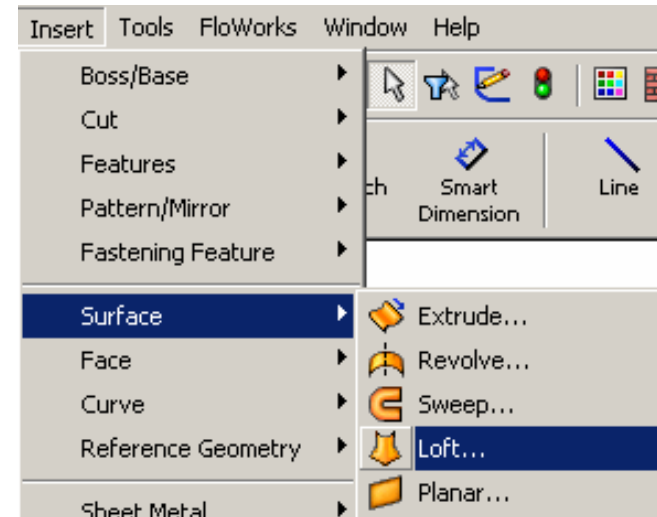 Insert Tools FloWorks Window Help
Boss/Base
Cut
Features
Pattern/Mirror
Fastening Feature
Smart
Dimension
Line
Surface
Face
Curve
Reference Geometry
Sheet Metal
Extrude...
Revolve...
Sweep...
Loft...
Planar...